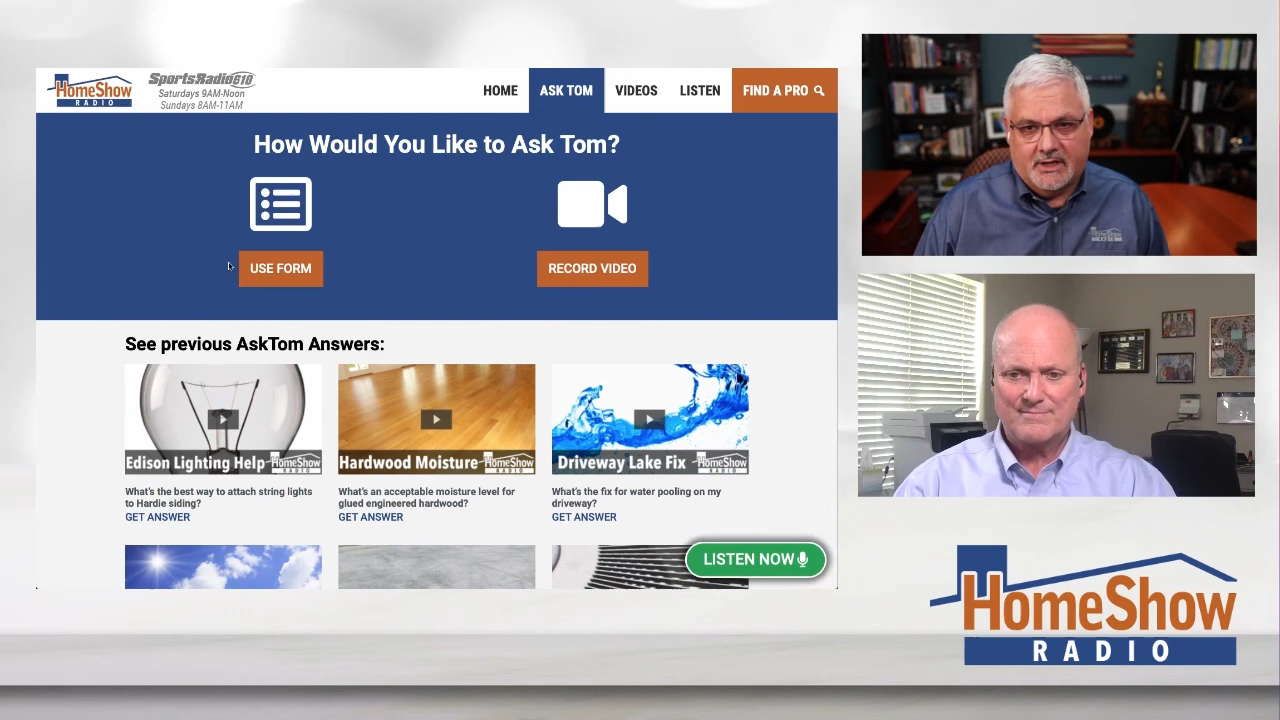 HomeShow
RADIO
SportsRadio610
Saturdays 9AM-Noon
Sundays 8AM-11AM
HOME
ASK TOM
VIDEOS
LISTEN
FIND A PRO
How Would You Like to Ask Tom?
USE FORM
RECORD VIDEO
See previous AskTom Answers:
Edison Lighting Help
HomeShow
RADIO
Hardwood Moisture
HomeShow
RADIO
Driveway Lake Fix
HomeShow
RADIO
What's the best way to attach string lights
to Hardie siding?
GET ANSWER
What's an acceptable moisture level for
glued engineered hardwood?
GET ANSWER
What's the fix for water pooling on my
driveway?
GET ANSWER
LISTEN NOW
HomeShow
RADIO